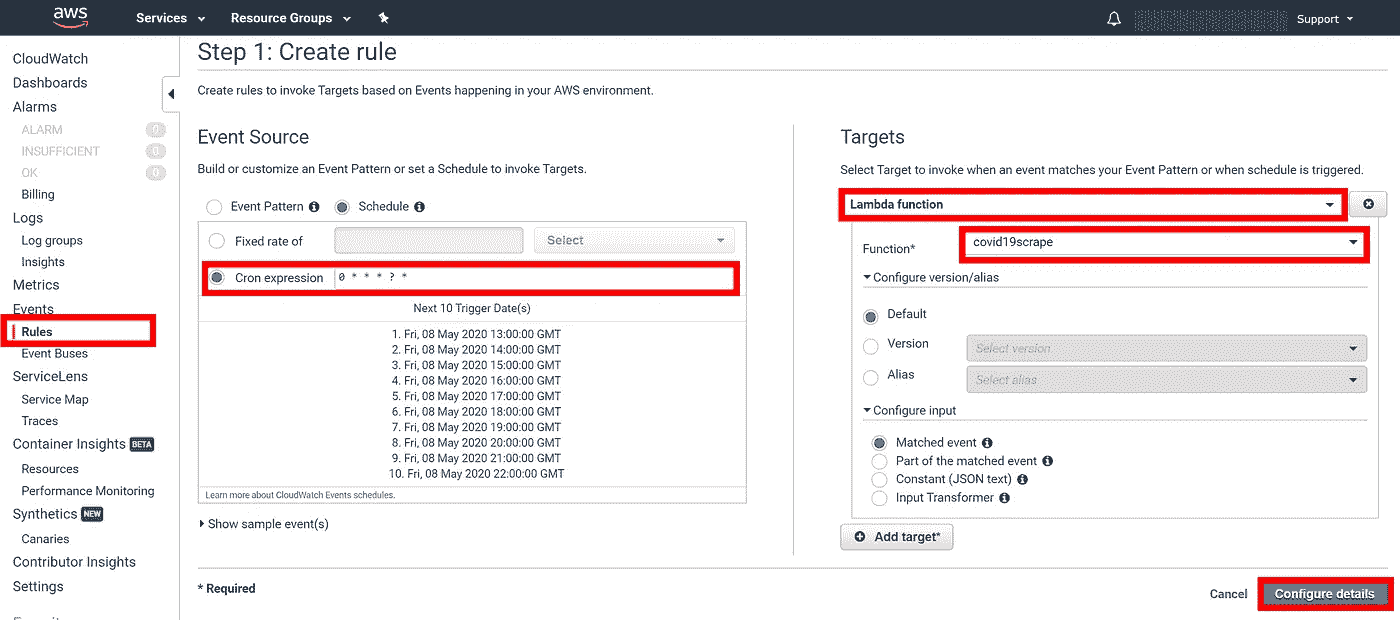 aws
Services
Resource Groups
Support
CloudWatch
Dashboards
Alarms
ALARM 0
INSUFFICIENT 0
OK 0
Billing
Logs
Log groups
Insights
Metrics
Events
Rules
Event Buses
ServiceLens
Service Map
Traces
Container Insights BETA
Resources
Performance Monitoring
Synthetics NEW
Canaries
Contributor Insights
Settings
Step 1: Create rule
Create rules to invoke Targets based on Events happening in your AWS environment.
Event Source
Build or customize an Event Pattern or set a Schedule to invoke Targets.
Event Pattern
Schedule
Fixed rate of
Select
Cron expression 0 * * * ? *
Next 10 Trigger Date(s)
1. Fri, 08 May 2020 13:00:00 GMT
2. Fri, 08 May 2020 14:00:00 GMT
3. Fri, 08 May 2020 15:00:00 GMT
4. Fri, 08 May 2020 16:00:00 GMT
5. Fri, 08 May 2020 17:00:00 GMT
6. Fri, 08 May 2020 18:00:00 GMT
7. Fri, 08 May 2020 19:00:00 GMT
8. Fri, 08 May 2020 20:00:00 GMT
9. Fri, 08 May 2020 21:00:00 GMT
10. Fri, 08 May 2020 22:00:00 GMT
Learn more about CloudWatch Events schedules.
Show sample event(s)
Targets
Select Target to invoke when an event matches your Event Pattern or when schedule is triggered.
Lambda function
Function* covid19scrape
Configure version/alias
Default
Version Select version
Alias Select alias
Configure input
Matched event
Part of the matched event
Constant (JSON text)
Input Transformer
Add target*
* Required
Cancel
Configure details